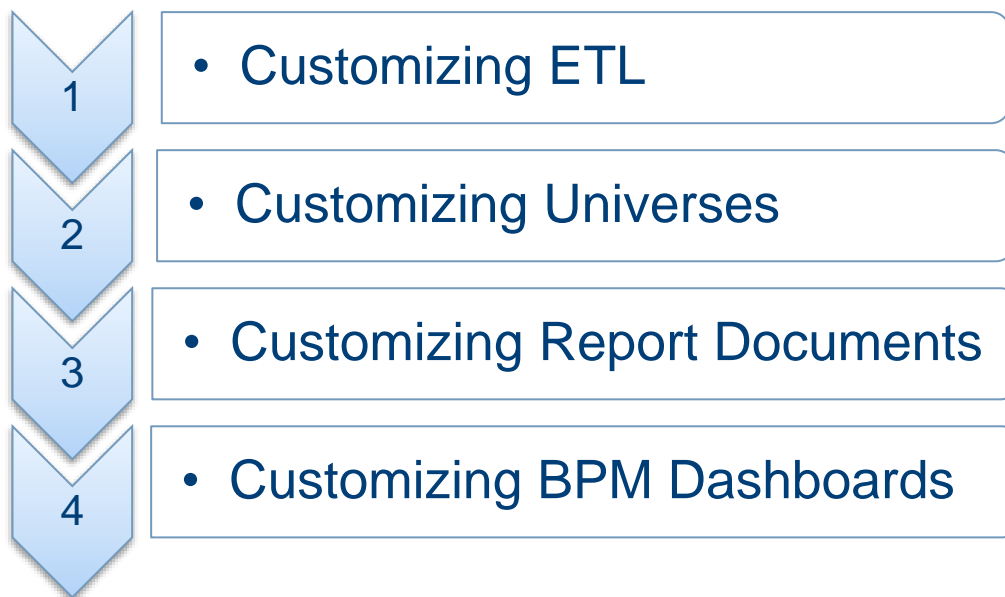 1
• Customizing ETL
2
• Customizing Universes
3
• Customizing Report Documents
4
• Customizing BPM Dashboards